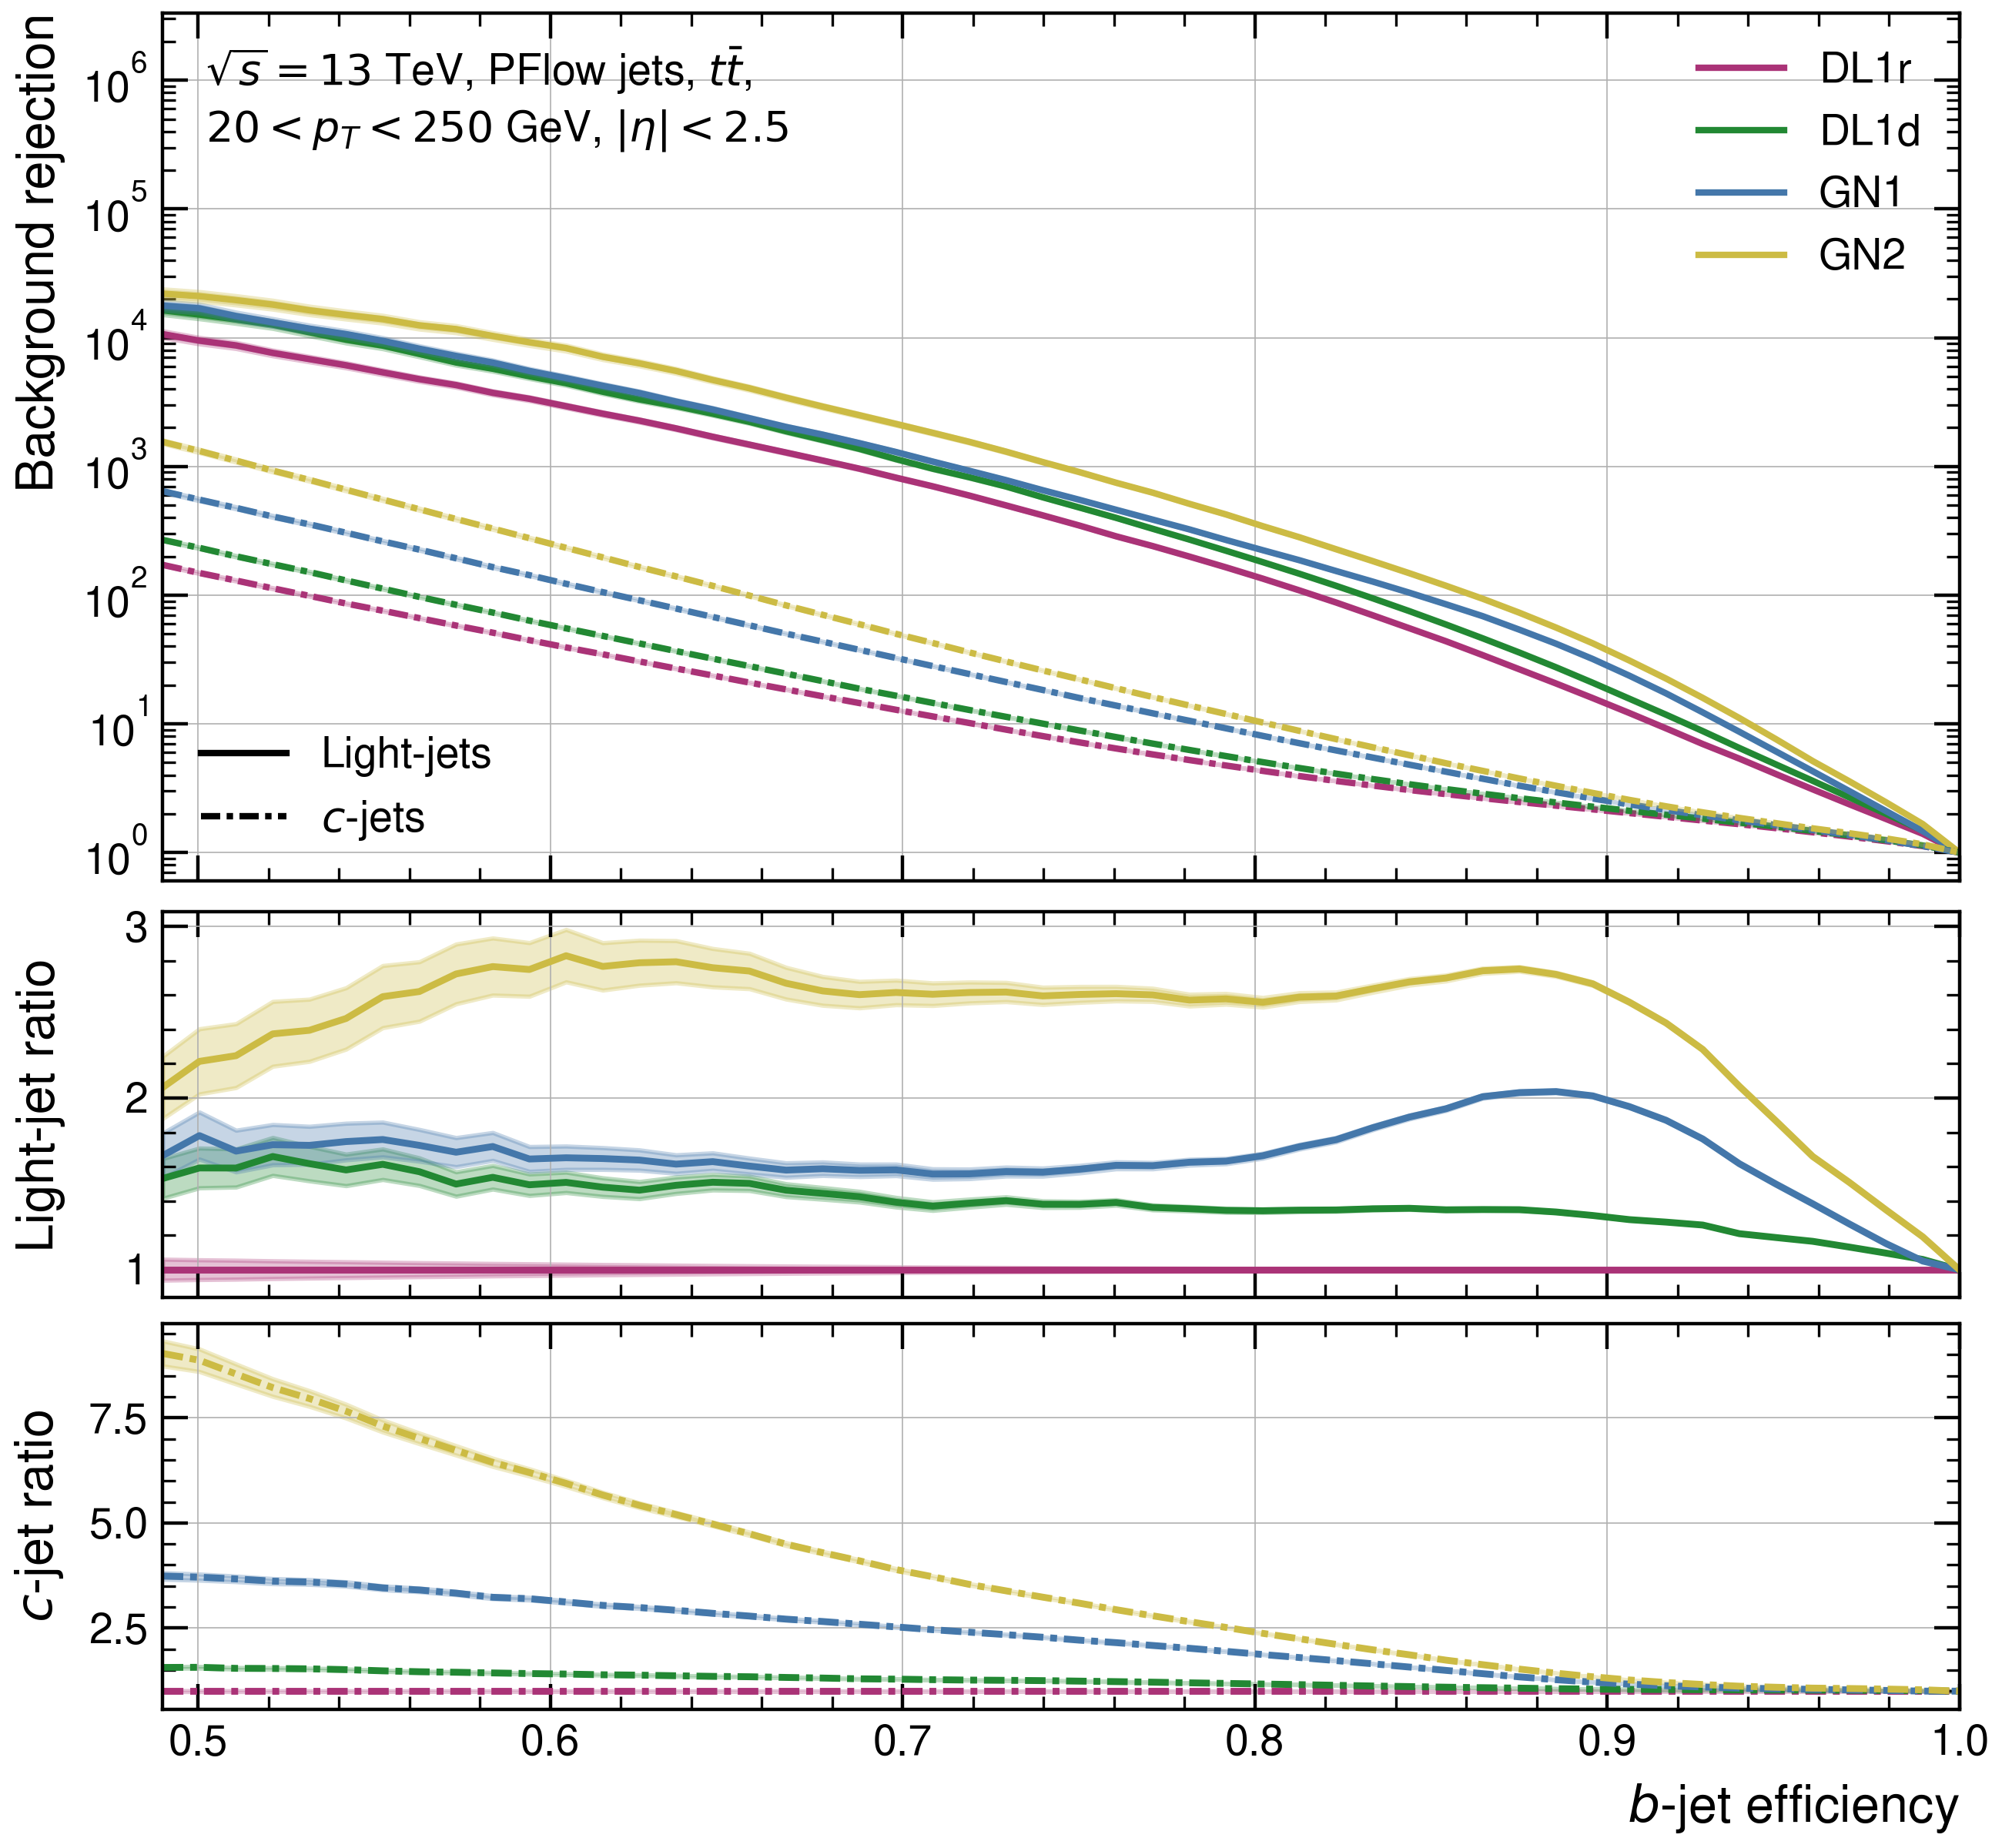 Background rejection
10^6
10^5
10^4
10^3
10^2
10^1
10^0
√s = 13 TeV, PFlow jets, tt̄,
20 < p_T < 250 GeV, |η| < 2.5
DL1r
DL1d
GN1
GN2
Light-jets
c-jets
Light-jet ratio
3
2
1
c-jet ratio
7.5
5.0
2.5
0.5 0.6 0.7 0.8 0.9 1.0
b-jet efficiency